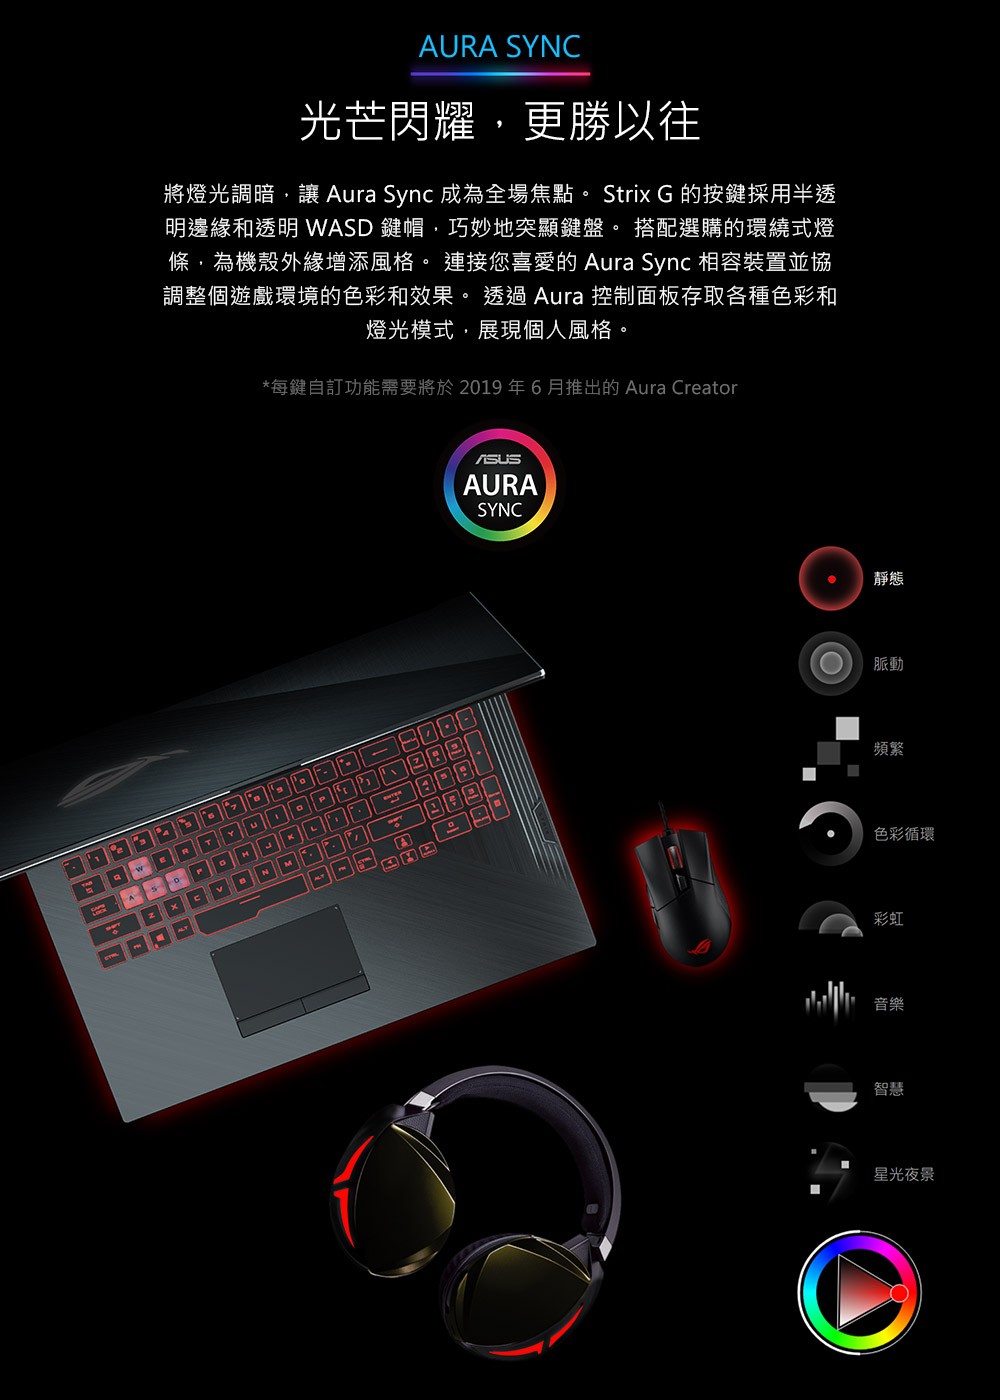 AURA SYNC
光芒閃耀，更勝以往
將燈光調暗，讓 Aura Sync 成為全場焦點。 Strix G 的按鍵採用半透
明邊緣和透明 WASD 鍵帽，巧妙地突顯鍵盤。 搭配選購的環繞式燈
條，為機殼外緣增添風格。 連接您喜愛的 Aura Sync 相容裝置並協
調整個遊戲環境的色彩和效果。 透過 Aura 控制面板存取各種色彩和
燈光模式，展現個人風格。
*每鍵自訂功能需要將於 2019 年 6 月推出的 Aura Creator
ASUS
AURA
SYNC
靜態
脈動
頻繁
色彩循環
彩虹
音樂
智慧
星光夜景